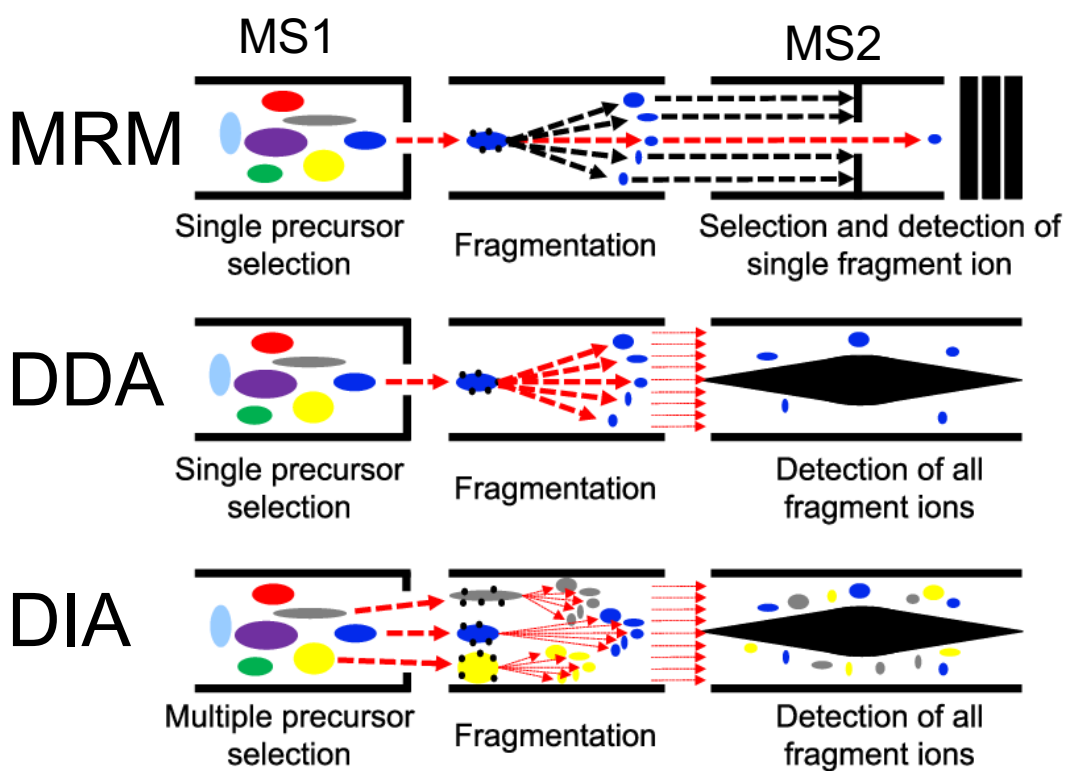 MS1
MS2
MRM
Single precursor
selection
Fragmentation
Selection and detection of
single fragment ion
DDA
Single precursor
selection
Fragmentation
Detection of all
fragment ions
DIA
Multiple precursor
selection
Fragmentation
Detection of all
fragment ions